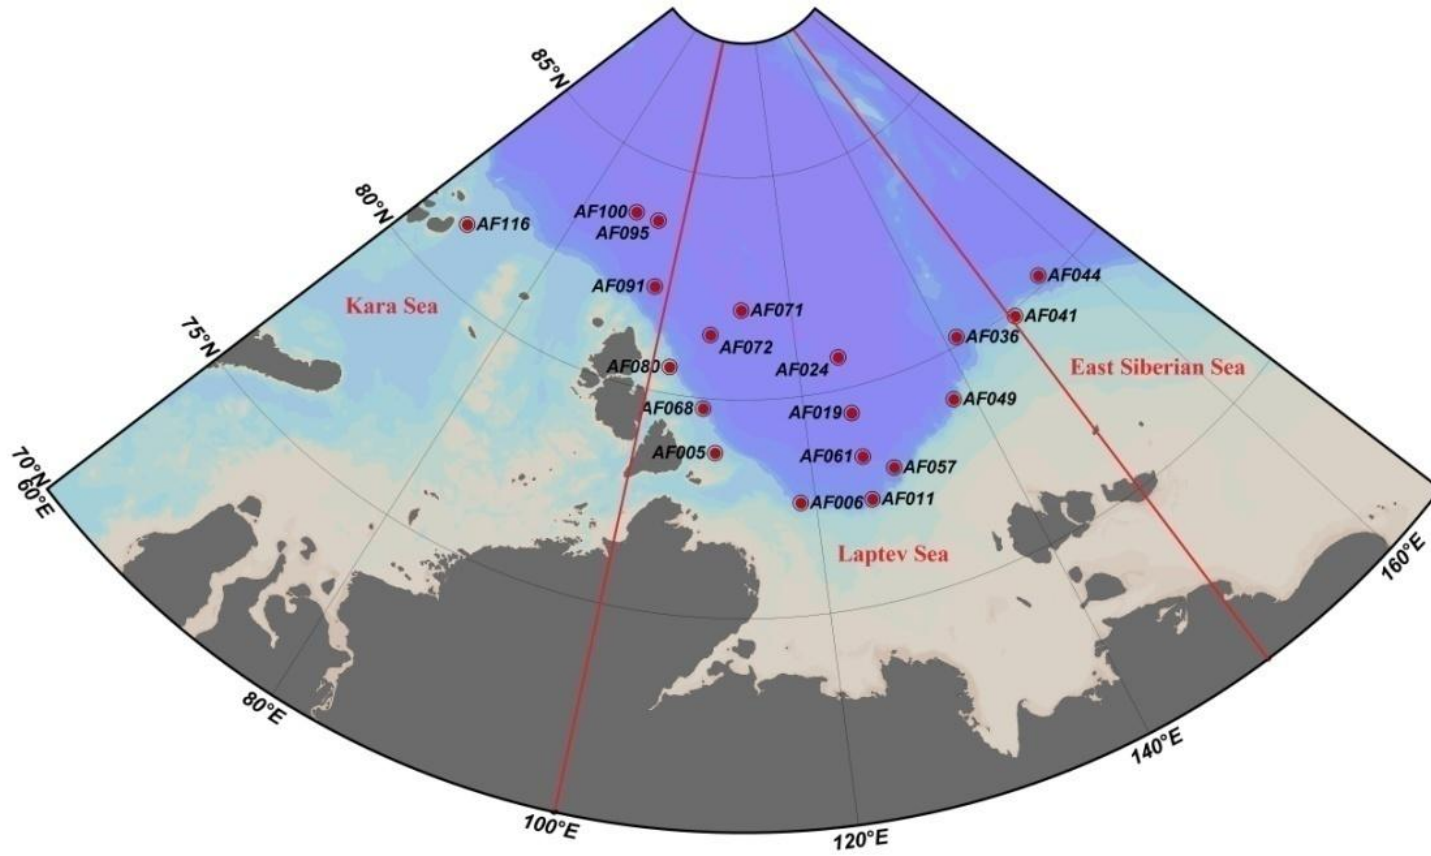 85°N
80°N
AF116
AF100
AF095
AF044
Kara Sea
AF091
AF071
AF041
75°N
AF072
AF036
AF080
AF024
East Siberian Sea
AF068
AF019
AF049
AF005
AF061
AF057
70°N
60°E
AF006
AF011
Laptev Sea
160°E
80°E
140°E
100°E
120°E